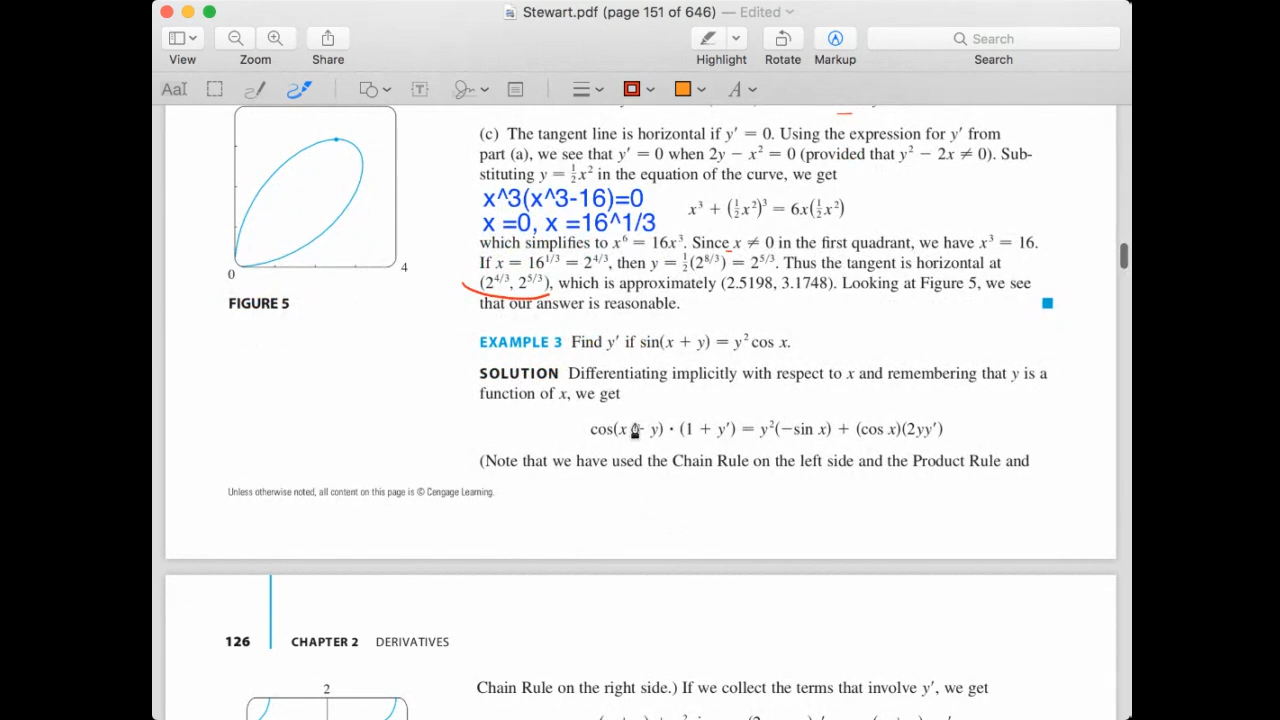 Stewart.pdf (page 151 of 646) — Edited
View Zoom Share Highlight Rotate Markup Search
Search
AaI T A
(c) The tangent line is horizontal if y′ = 0. Using the expression for y′ from
part (a), we see that y′ = 0 when 2y − x² = 0 (provided that y² − 2x ≠ 0). Sub-
stituting y = ½x² in the equation of the curve, we get
x^3(x^3-16)=0
x³ + (½x²)³ = 6x(½x²)
x =0, x =16^1/3
which simplifies to x⁶ = 16x³. Since x ≠ 0 in the first quadrant, we have x³ = 16.
If x = 16^{1/3} = 2^{4/3}, then y = ½(2^{8/3}) = 2^{5/3}. Thus the tangent is horizontal at
(2^{4/3}, 2^{5/3}), which is approximately (2.5198, 3.1748). Looking at Figure 5, we see
that our answer is reasonable.
0 4
FIGURE 5
EXAMPLE 3 Find y′ if sin(x + y) = y² cos x.
SOLUTION Differentiating implicitly with respect to x and remembering that y is a
function of x, we get
cos(x + y) · (1 + y′) = y²(−sin x) + (cos x)(2yy′)
(Note that we have used the Chain Rule on the left side and the Product Rule and
Unless otherwise noted, all content on this page is © Cengage Learning.
126 CHAPTER 2 DERIVATIVES
2
Chain Rule on the right side.) If we collect the terms that involve y′, we get